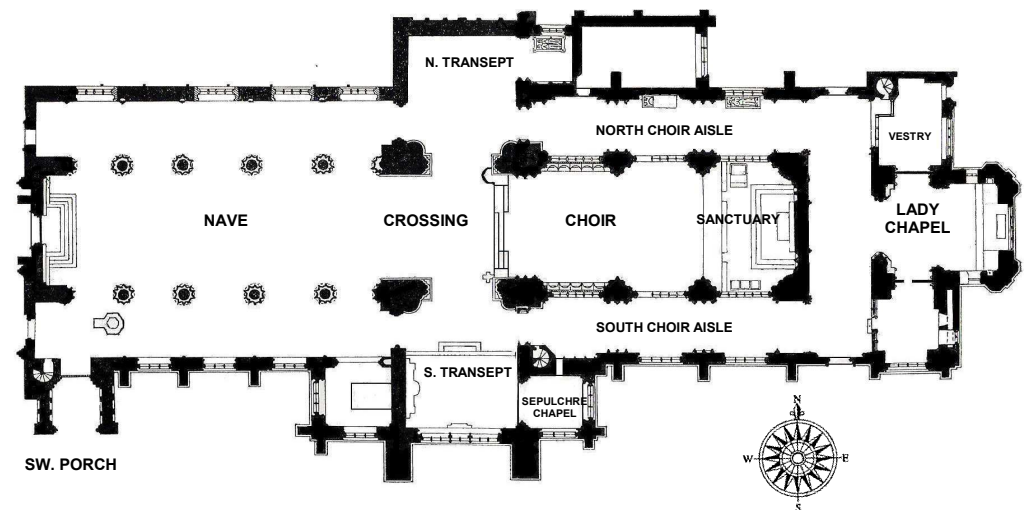 N. TRANSEPT
NORTH CHOIR AISLE
VESTRY
NAVE
CROSSING
CHOIR
SANCTUARY
LADY
CHAPEL
SOUTH CHOIR AISLE
S. TRANSEPT
SEPULCHRE
CHAPEL
SW. PORCH
N
W
E
S